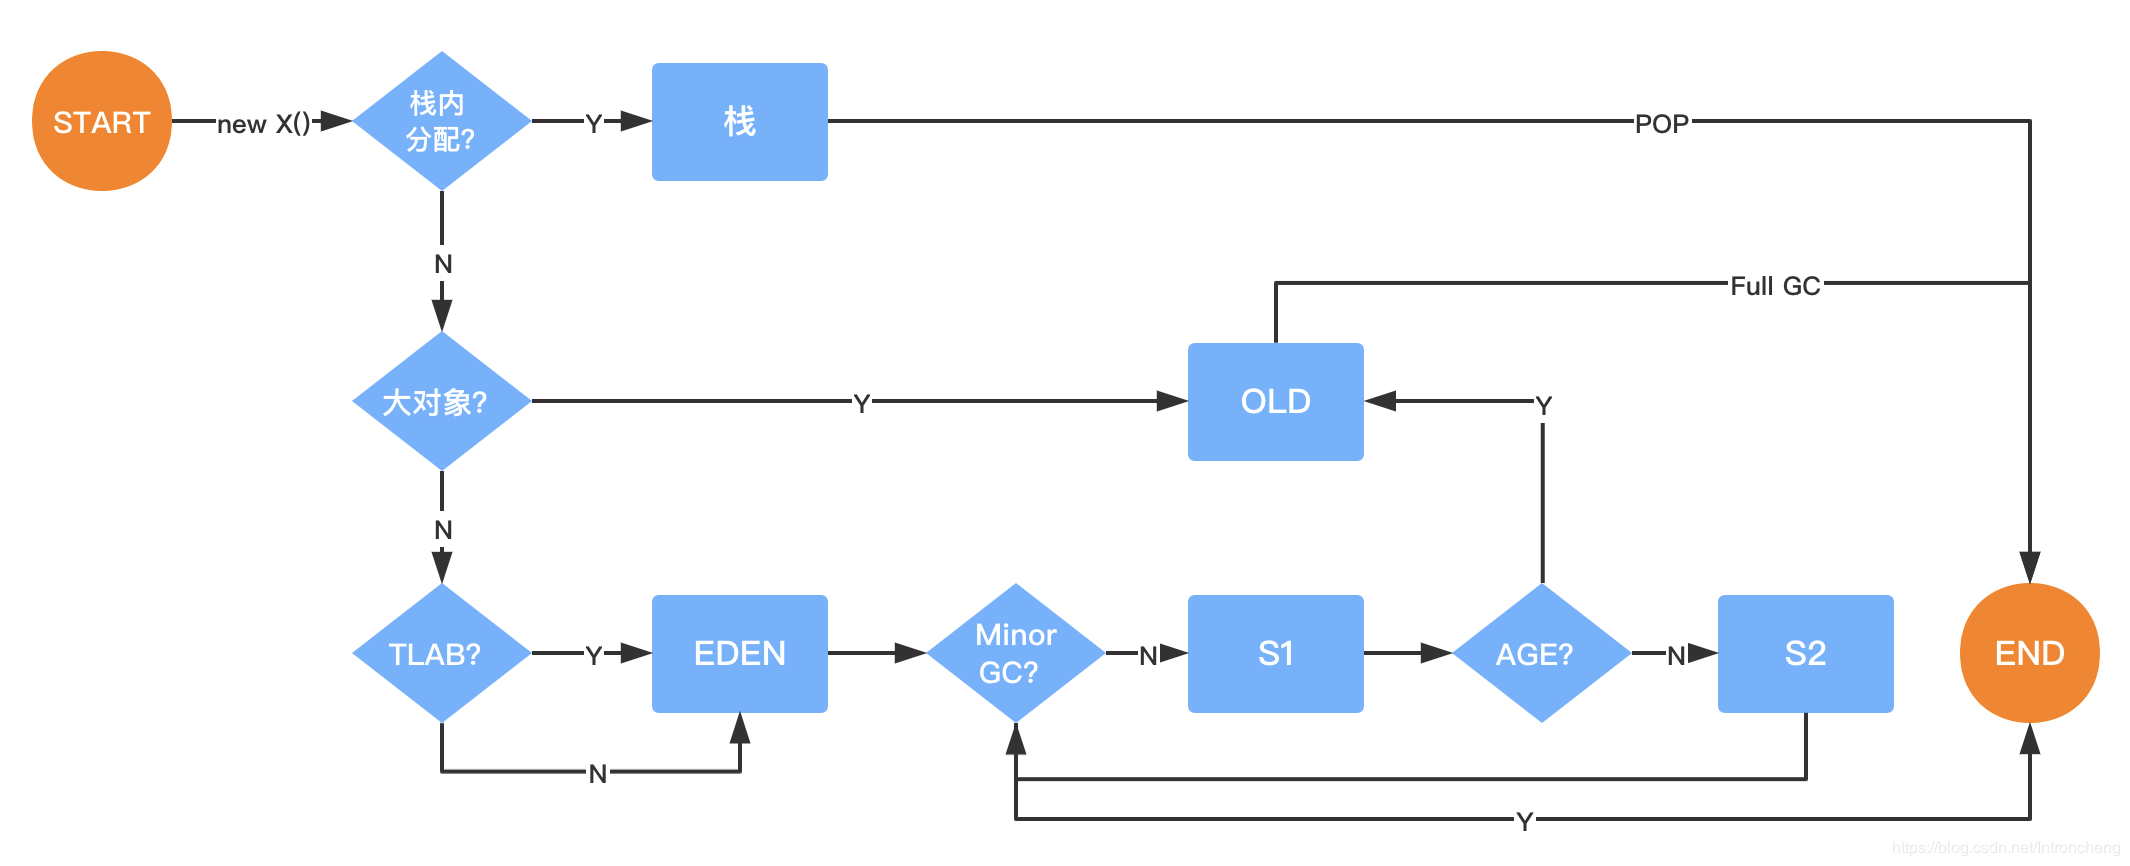 START
new X()
栈内
分配?
Y
栈
POP
N
Full GC
大对象?
Y
OLD
Y
N
TLAB?
Y
EDEN
Minor
GC?
N
S1
AGE?
N
S2
END
N
Y
https://blog.csdn.net/Introncheng